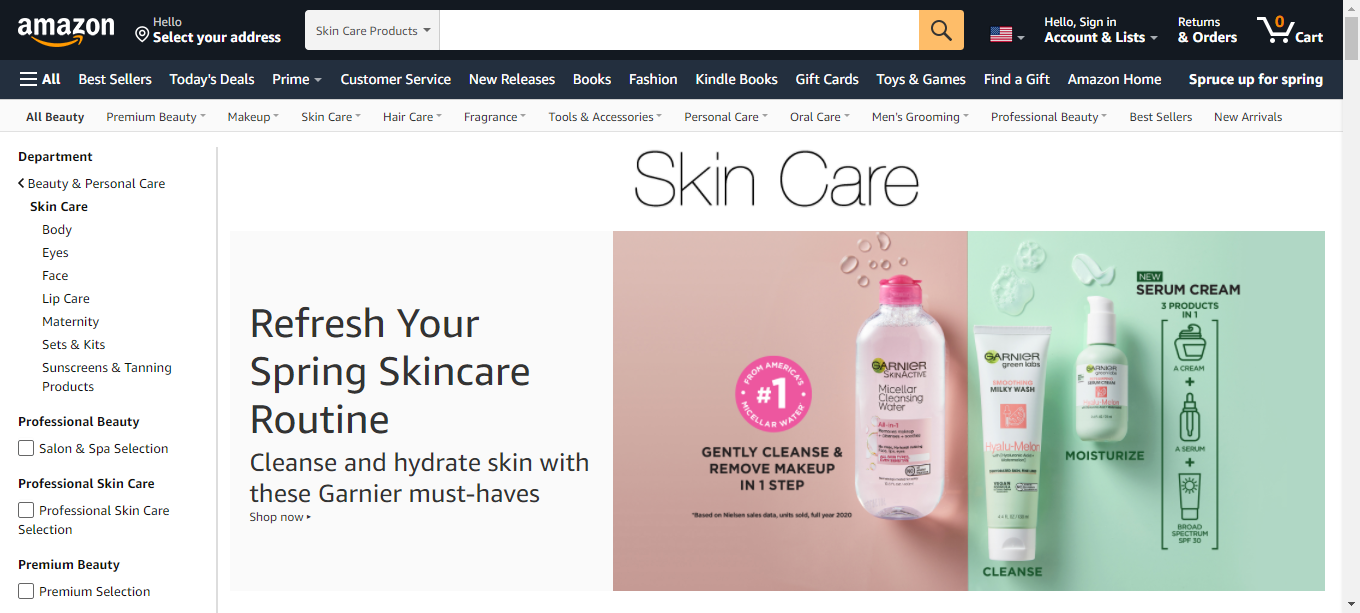 amazon
Hello
Select your address
Skin Care Products
Hello, Sign in
Account & Lists
Returns
& Orders
0
Cart
All
Best Sellers
Today's Deals
Prime
Customer Service
New Releases
Books
Fashion
Kindle Books
Gift Cards
Toys & Games
Find a Gift
Amazon Home
Spruce up for spring
All Beauty
Premium Beauty
Makeup
Skin Care
Hair Care
Fragrance
Tools & Accessories
Personal Care
Oral Care
Men's Grooming
Professional Beauty
Best Sellers
New Arrivals
Department
Beauty & Personal Care
Skin Care
Body
Eyes
Face
Lip Care
Maternity
Sets & Kits
Sunscreens & Tanning
Products
Professional Beauty
Salon & Spa Selection
Professional Skin Care
Professional Skin Care
Selection
Premium Beauty
Premium Selection
Skin Care
Refresh Your
Spring Skincare
Routine
Cleanse and hydrate skin with
these Garnier must-haves
Shop now
FROM AMERICA'S
#1
MICELLAR WATER*
GENTLY CLEANSE &
REMOVE MAKEUP
IN 1 STEP
*Based on Nielsen sales data, units sold, full year 2020
GARNIER
SKINACTIVE
Micellar
Cleansing
Water
All-in-1
GARNIER
green labs
SMOOTHING
MILKY WASH
Hyalu-Melon
CLEANSE
GARNIER
Hyalu-Melon
MOISTURIZE
NEW
SERUM CREAM
3 PRODUCTS
IN 1
A CREAM
+
A SERUM
+
BROAD
SPECTRUM
SPF 30